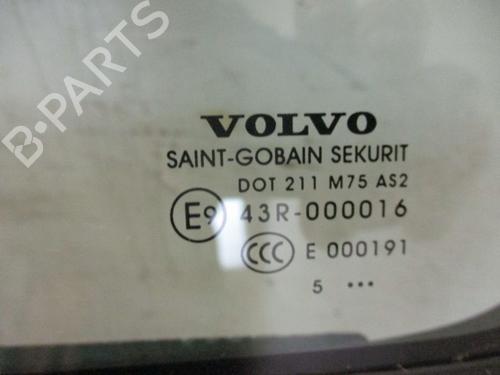 B-PARTS
VOLVO
SAINT-GOBAIN SEKURIT
DOT 211 M75 AS2
E9 43R-000016
CCC E 000191
5 •••